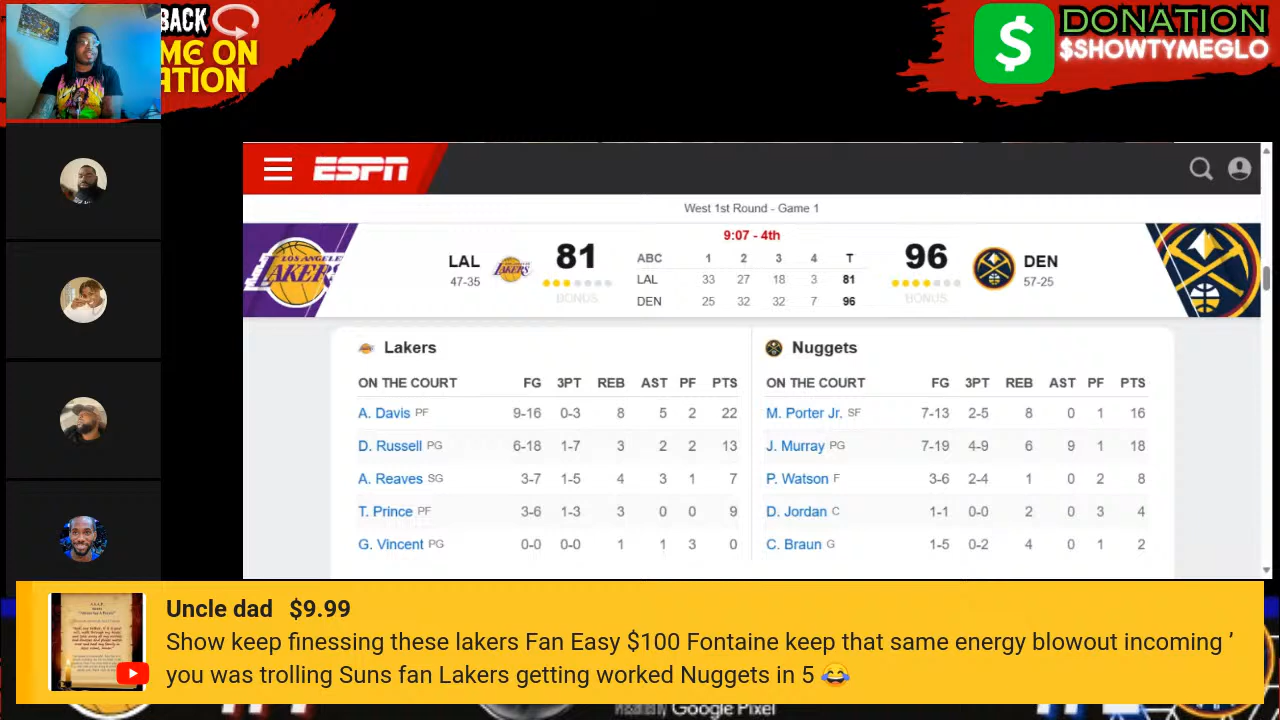 BACK
ME ON
ATION
DONATION
$SHOWTYMEGLO
ESPN
West 1st Round - Game 1
LAL
47-35
81
BONUS
9:07 - 4th
ABC 1 2 3 4 T
LAL 33 27 18 3 81
DEN 25 32 32 7 96
96
BONUS
DEN
57-25
LOS ANGELES
LAKERS
Lakers
ON THE COURT FG 3PT REB AST PF PTS
A. Davis PF 9-16 0-3 8 5 2 22
D. Russell PG 6-18 1-7 3 2 2 13
A. Reaves SG 3-7 1-5 4 3 1 7
T. Prince PF 3-6 1-3 3 0 0 9
G. Vincent PG 0-0 0-0 1 1 3 0
Nuggets
ON THE COURT FG 3PT REB AST PF PTS
M. Porter Jr. SF 7-13 2-5 8 0 1 16
J. Murray PG 7-19 4-9 6 9 1 18
P. Watson F 3-6 2-4 1 0 2 8
D. Jordan C 1-1 0-0 2 0 3 4
C. Braun G 1-5 0-2 4 0 1 2
Uncle dad $9.99
Show keep finessing these lakers Fan Easy $100 Fontaine keep that same energy blowout incoming
you was trolling Suns fan Lakers getting worked Nuggets in 5 😂
Google Pixel